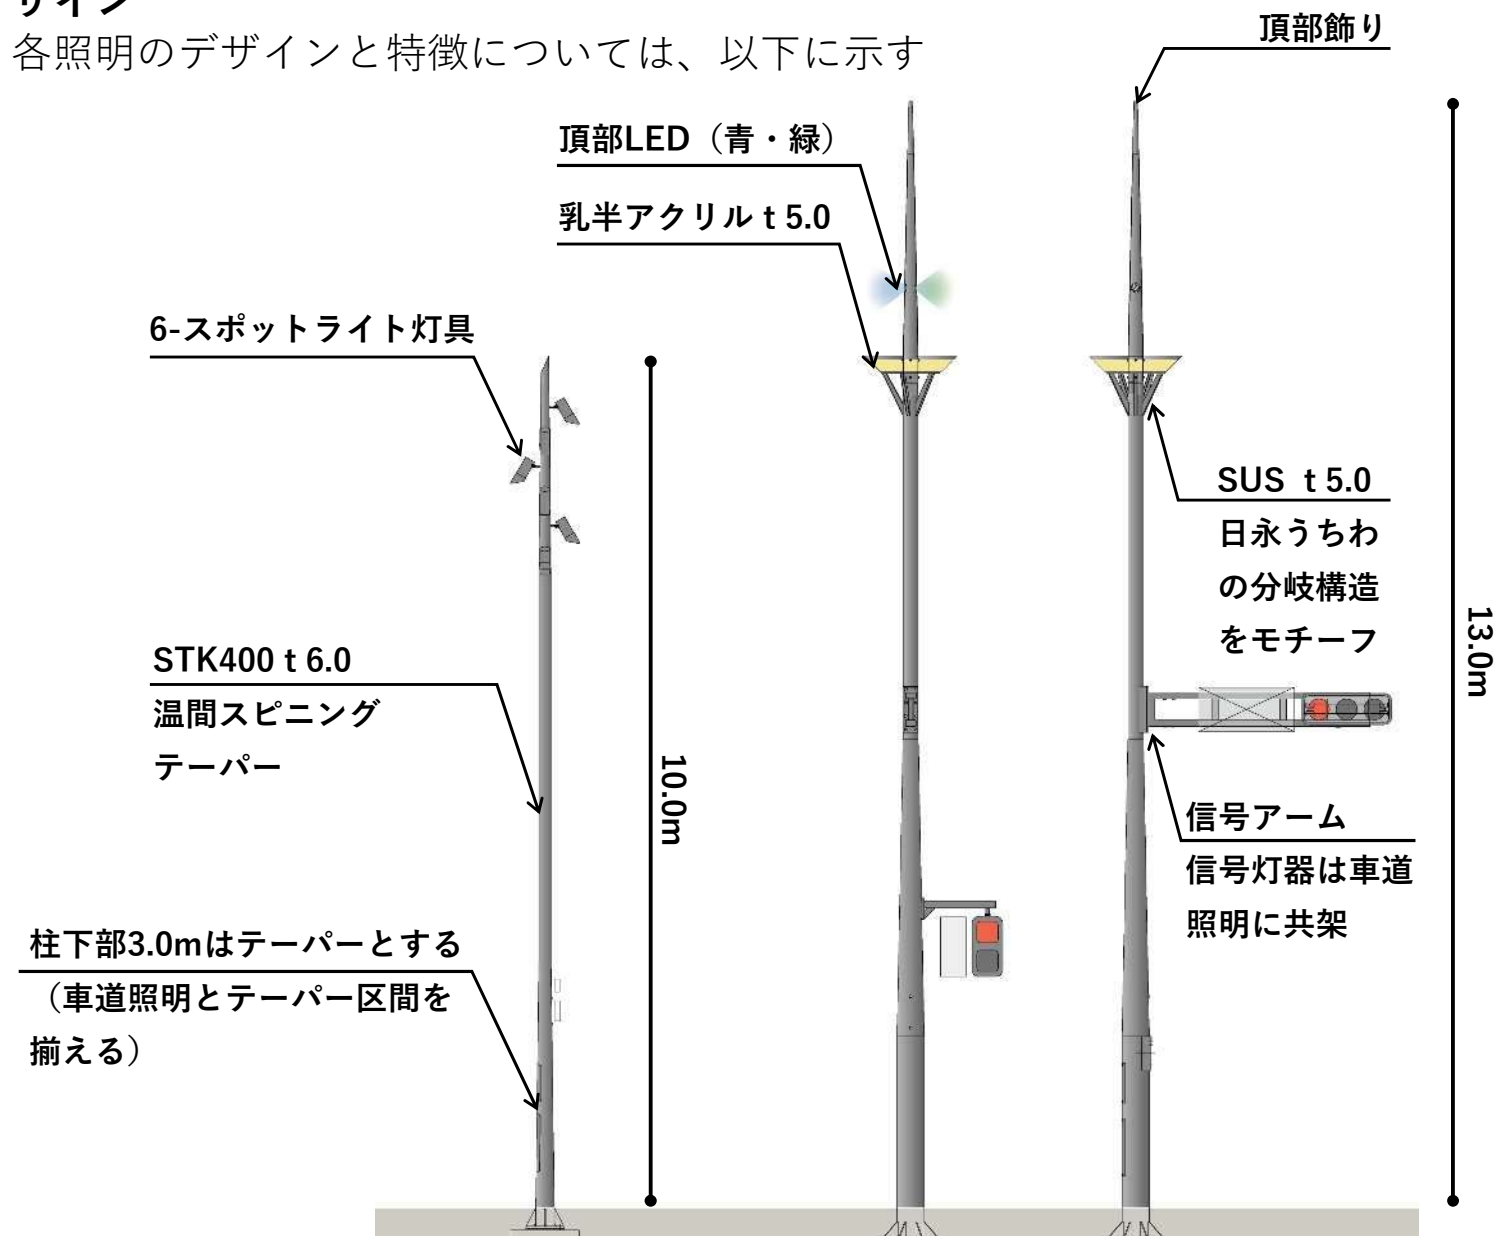 ザイン
各照明のデザインと特徴については、以下に示す
頂部飾り
頂部LED（青・緑）
乳半アクリル t 5.0
6-スポットライト灯具
SUS t 5.0
日永うちわ
の分岐構造
をモチーフ
13.0m
STK400 t 6.0
温間スピニング
テーパー
10.0m
信号アーム
信号灯器は車道
照明に共架
柱下部3.0mはテーパーとする
（車道照明とテーパー区間を
揃える）